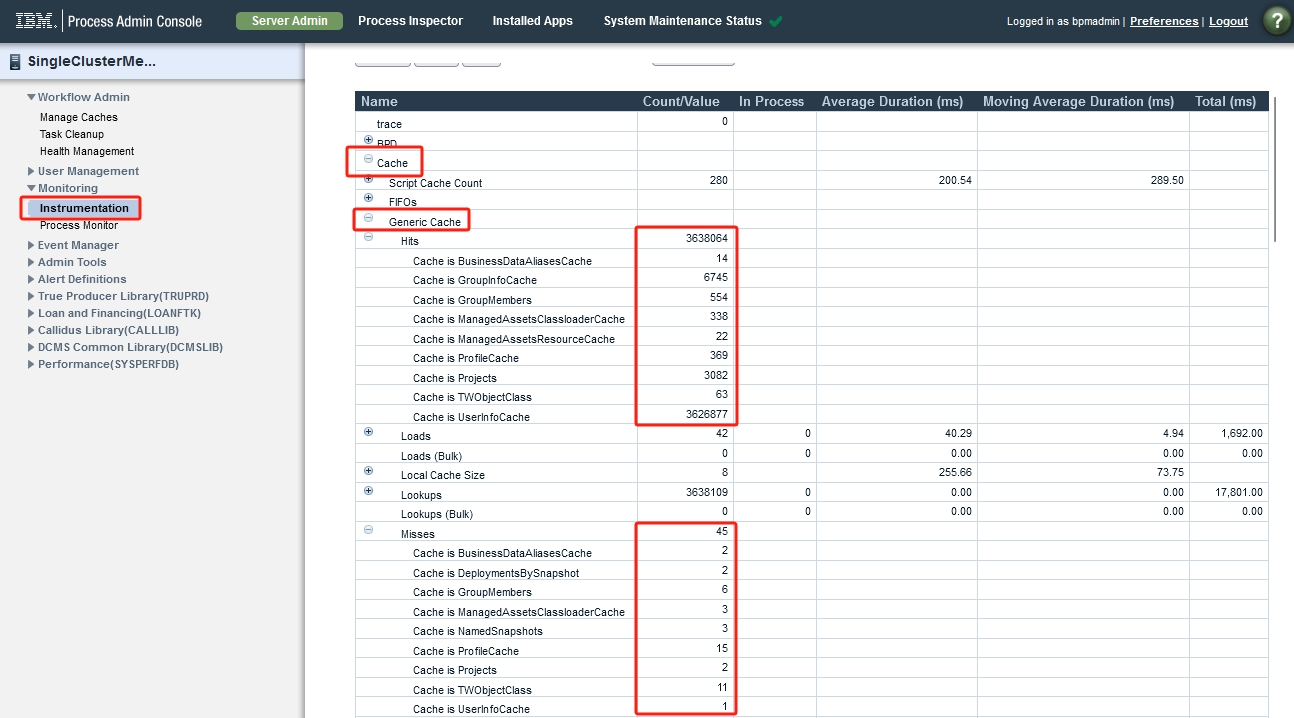 IBM. Process Admin Console Server Admin Process Inspector Installed Apps System Maintenance Status Logged in as bpmadmin | Preferences | Logout ?
SingleClusterMe...
Workflow Admin
Manage Caches
Task Cleanup
Health Management
User Management
Monitoring
Instrumentation
Process Monitor
Event Manager
Admin Tools
Alert Definitions
True Producer Library(TRUPRD)
Loan and Financing(LOANFTK)
Callidus Library(CALLLIB)
DCMS Common Library(DCMSLIB)
Performance(SYSPERFDB)
Name Count/Value In Process Average Duration (ms) Moving Average Duration (ms) Total (ms)
trace 0
BPD
Cache
Script Cache Count 280 200.54 289.50
FIFOs
Generic Cache
Hits 3638064
Cache is BusinessDataAliasesCache 14
Cache is GroupInfoCache 6745
Cache is GroupMembers 554
Cache is ManagedAssetsClassloaderCache 338
Cache is ManagedAssetsResourceCache 22
Cache is ProfileCache 369
Cache is Projects 3082
Cache is TWObjectClass 63
Cache is UserInfoCache 3626877
Loads 42 0 40.29 4.94 1,692.00
Loads (Bulk) 0 0 0.00 0.00 0.00
Local Cache Size 8 255.66 73.75
Lookups 3638109 0 0.00 0.00 17,801.00
Lookups (Bulk) 0 0 0.00 0.00 0.00
Misses 45
Cache is BusinessDataAliasesCache 2
Cache is DeploymentsBySnapshot 2
Cache is GroupMembers 6
Cache is ManagedAssetsClassloaderCache 3
Cache is NamedSnapshots 3
Cache is ProfileCache 15
Cache is Projects 2
Cache is TWObjectClass 11
Cache is UserInfoCache 1